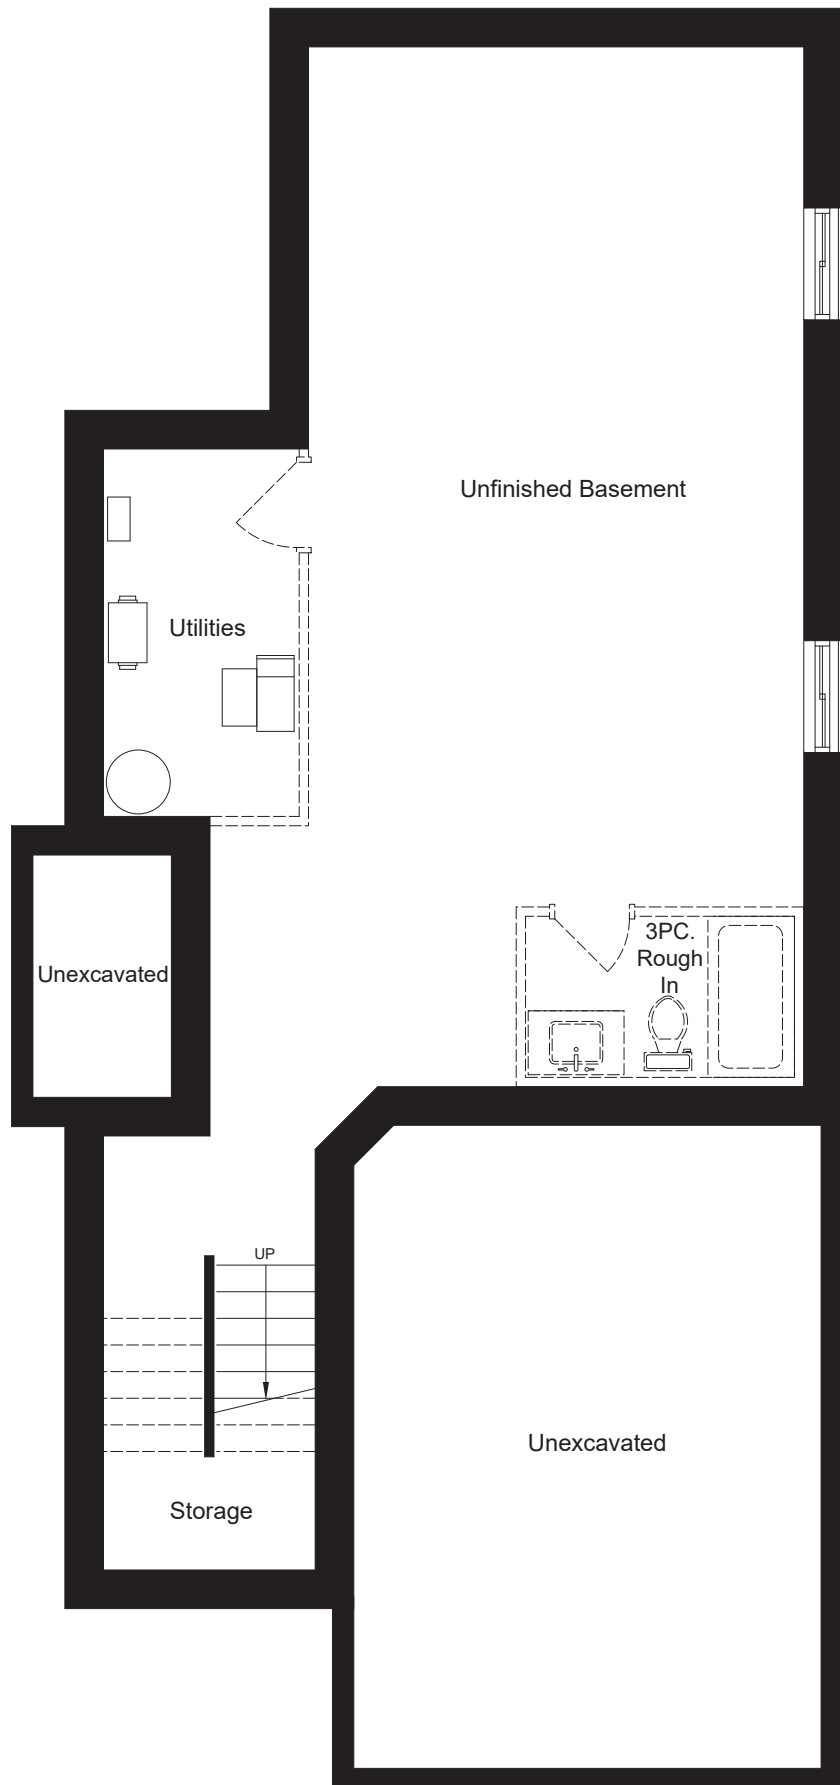 Unfinished Basement
Utilities
3PC.
Rough
In
Unexcavated
UP
Unexcavated
Storage